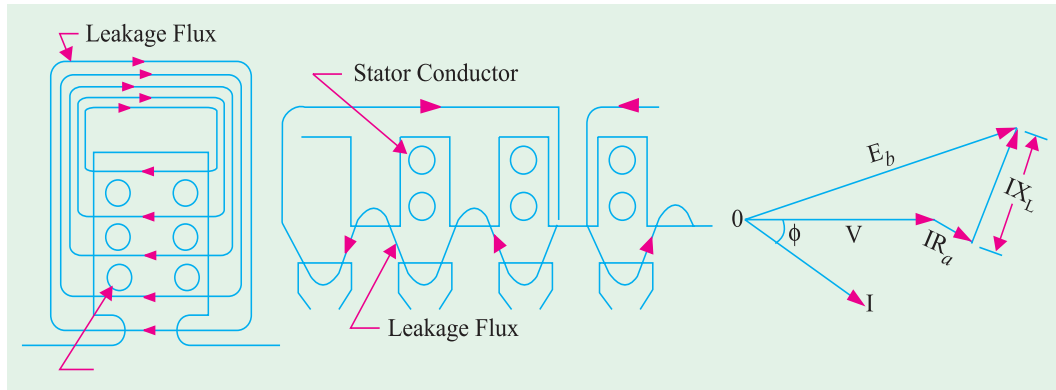 Leakage Flux
Stator Conductor
Leakage Flux
E_b
0
ϕ
V
IR_a
IX_L
I